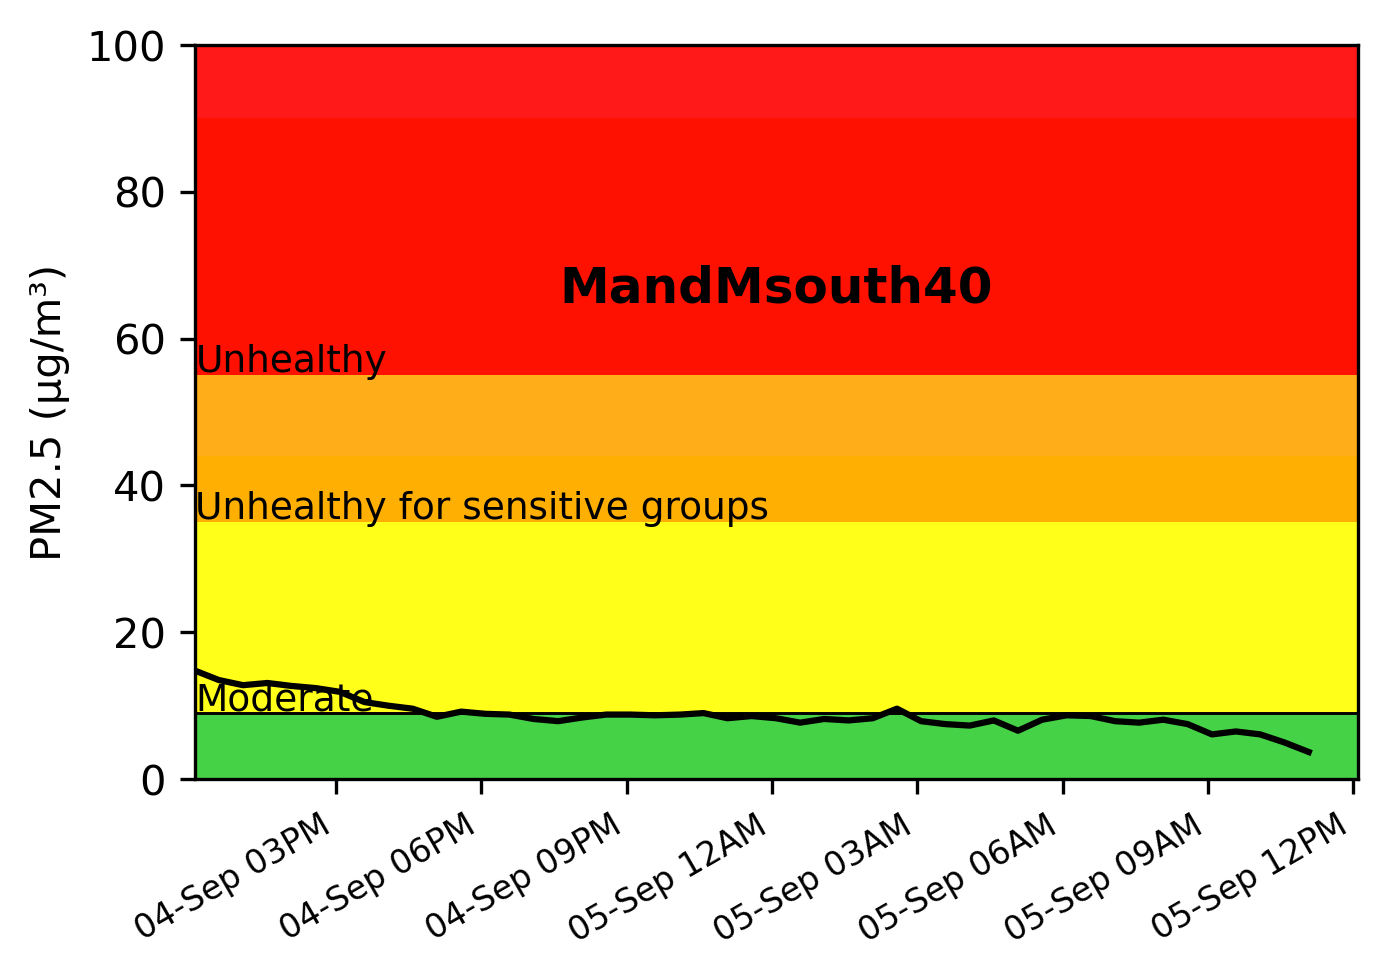 100
80
60
40
20
0
PM2.5 (µg/m³)
MandMsouth40
Unhealthy
Unhealthy for sensitive groups
Moderate
04-Sep 03PM
04-Sep 06PM
04-Sep 09PM
05-Sep 12AM
05-Sep 03AM
05-Sep 06AM
05-Sep 09AM
05-Sep 12PM